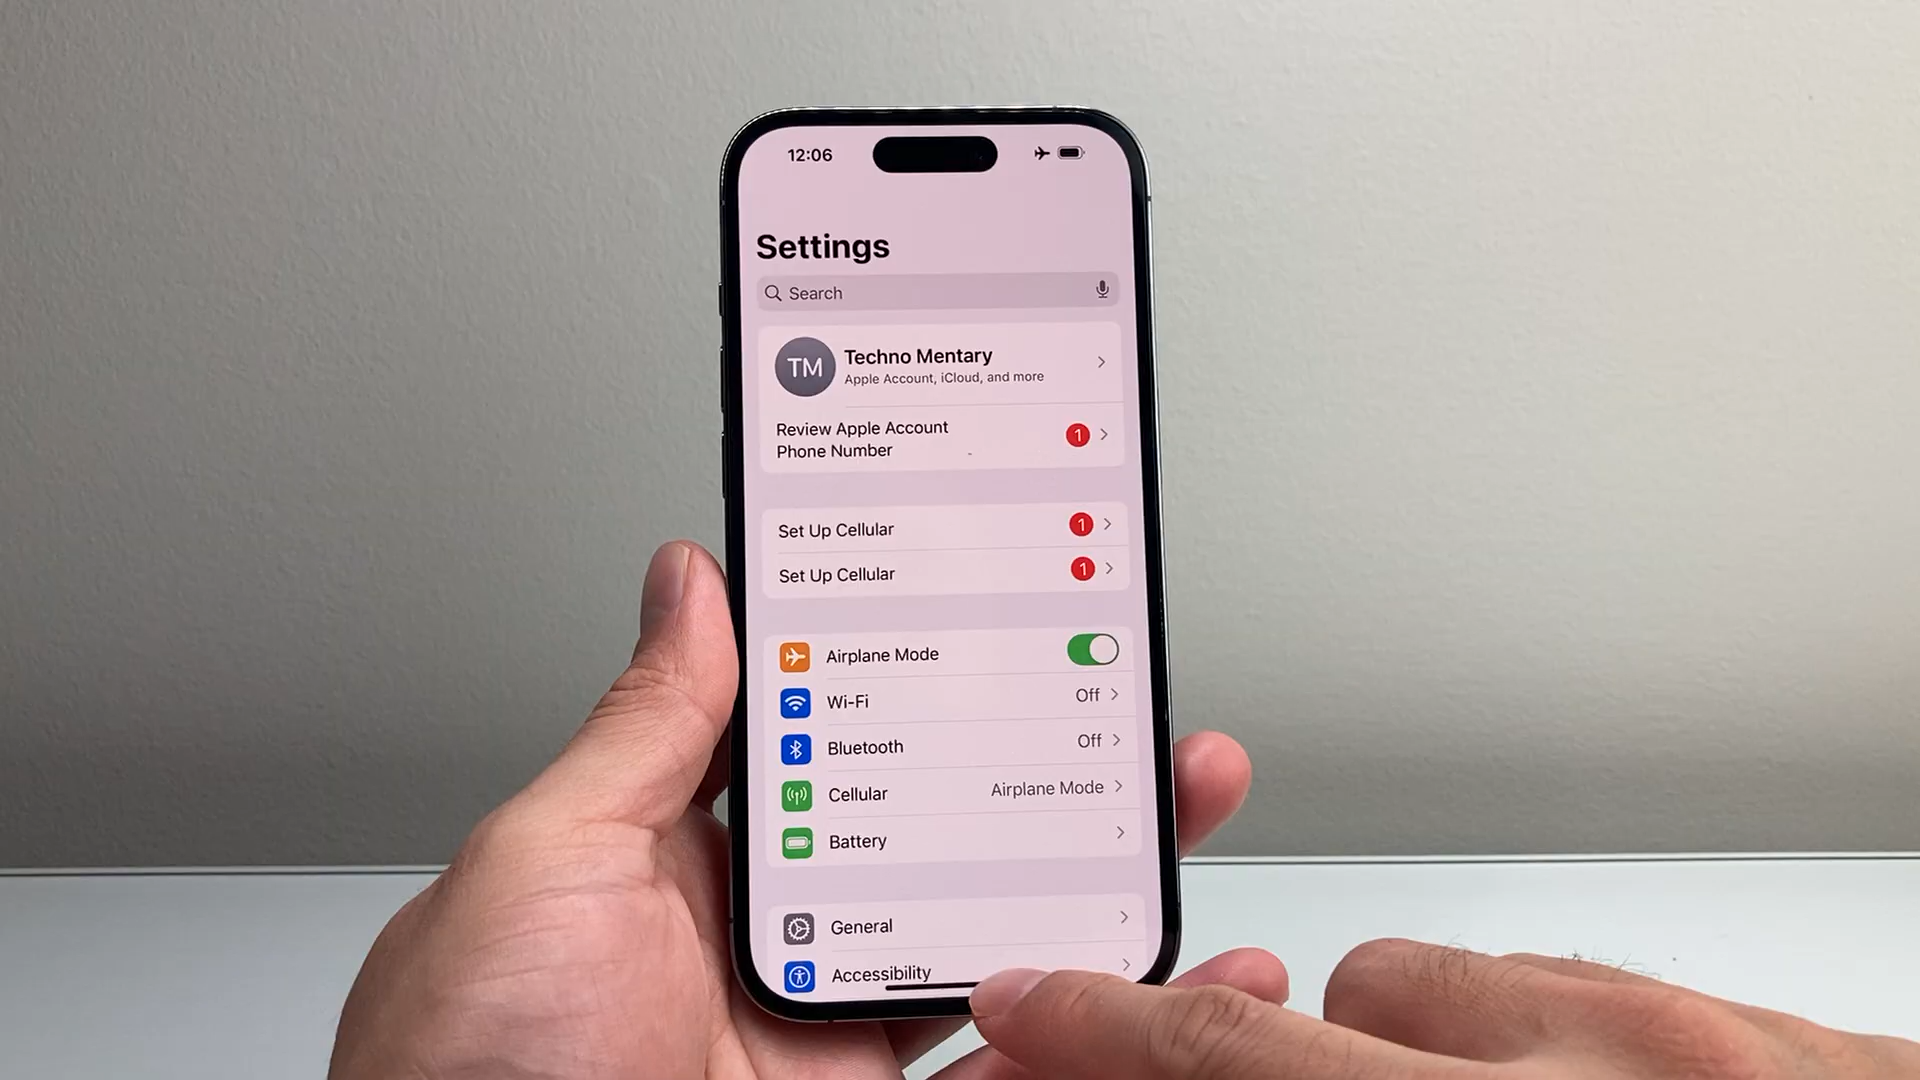 12:06
Settings
Search
TM
Techno Mentary
Apple Account, iCloud, and more
Review Apple Account
Phone Number
1
Set Up Cellular
1
Set Up Cellular
1
Airplane Mode
Wi-Fi
Off
Bluetooth
Off
Cellular
Airplane Mode
Battery
General
Accessibility